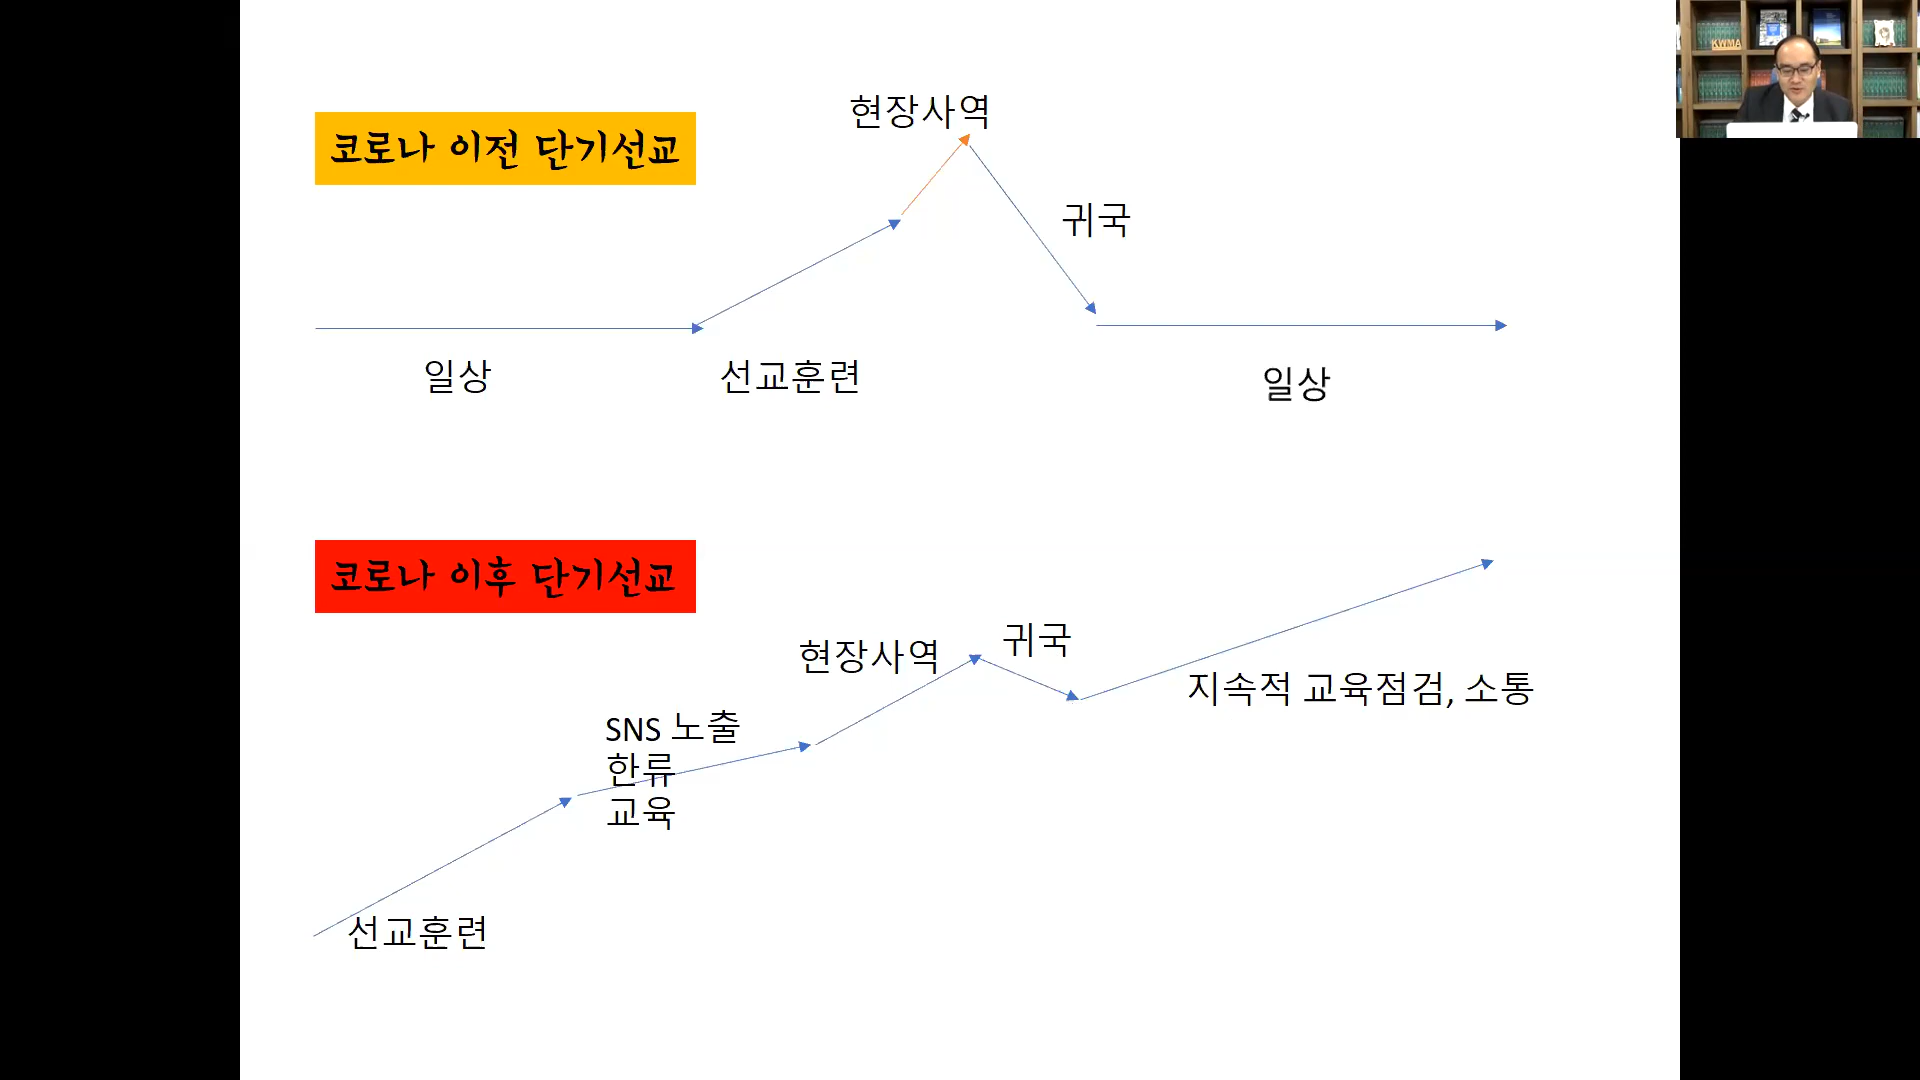 코로나 이전 단기선교
현장사역
귀국
일상
선교훈련
일상
코로나 이후 단기선교
현장사역
귀국
지속적 교육점검, 소통
SNS 노출
한류
교육
선교훈련
KWMA